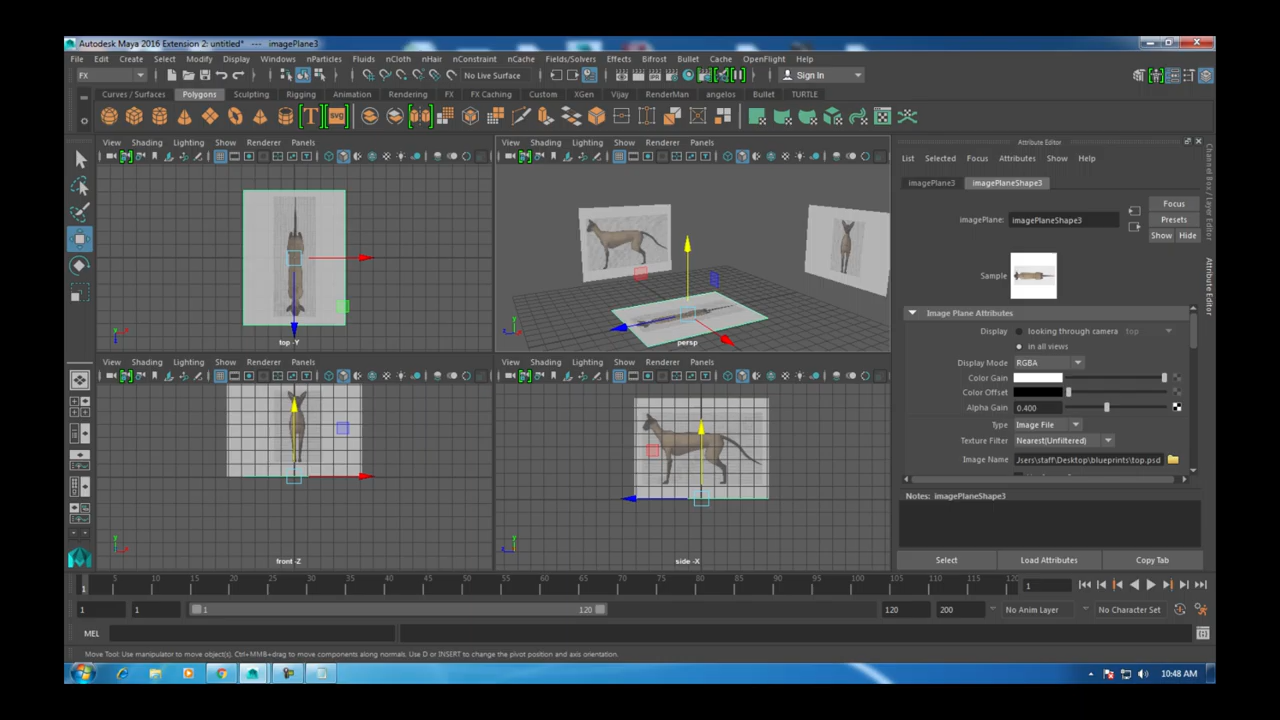 Autodesk Maya 2016 Extension 2: untitled* --- imagePlane3
File Edit Create Select Modify Display Windows nParticles Fluids nCloth nHair nConstraint nCache Fields/Solvers Effects Bifrost Bullet Cache OpenFlight Help
FX No Live Surface Sign In
Curves / Surfaces Polygons Sculpting Rigging Animation Rendering FX FX Caching Custom XGen Vijay RenderMan angelos Bullet TURTLE
T SVG
View Shading Lighting Show Renderer Panels
View Shading Lighting Show Renderer Panels
top -Y
persp
View Shading Lighting Show Renderer Panels
View Shading Lighting Show Renderer Panels
front -Z
side -X
Attribute Editor
List Selected Focus Attributes Show Help
imagePlane3 imagePlaneShape3
Focus
imagePlane: imagePlaneShape3
Presets
Show Hide
Sample
Image Plane Attributes
Display looking through camera top
in all views
Display Mode RGBA
Color Gain
Color Offset
Alpha Gain 0.400
Type Image File
Texture Filter Nearest(Unfiltered)
Image Name Jsers\staff\Desktop\blueprints\top.psd
Notes: imagePlaneShape3
Select Load Attributes Copy Tab
Channel Box / Layer Editor
Attribute Editor
1 5 10 15 20 25 30 35 40 45 50 55 60 65 70 75 80 85 90 95 100 105 110 115 120 1
1 1 1 120 120 200 No Anim Layer No Character Set
MEL
Move Tool: Use manipulator to move object(s). Ctrl+MMB+drag to move components along normals. Use D or INSERT to change the pivot position and axis orientation.
10:48 AM